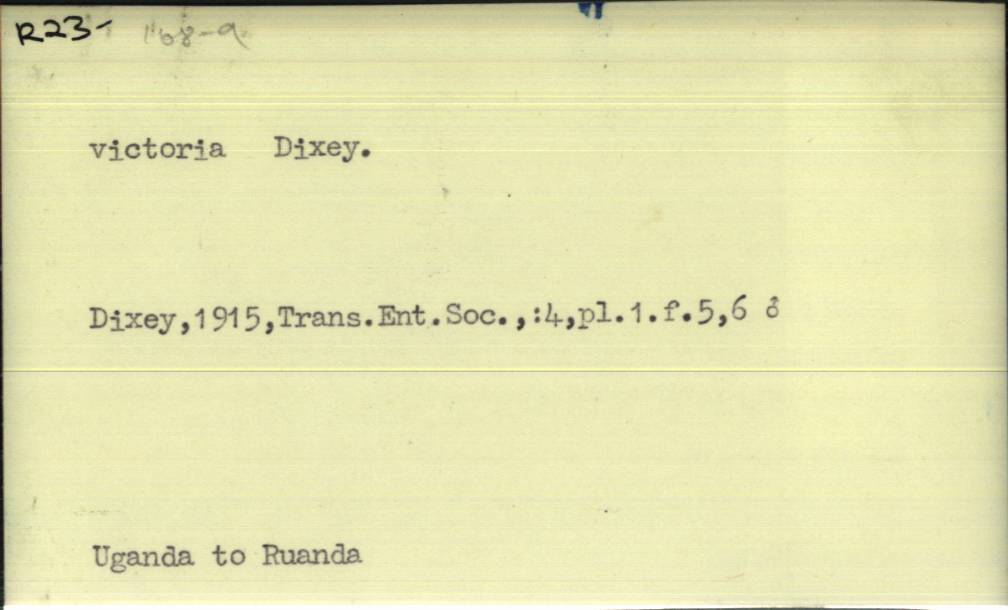 R23-
victoria Dixey.
Dixey,1915,Trans.Ent.Soc.,:4,pl.1.f.5,6 ♂
Uganda to Ruanda